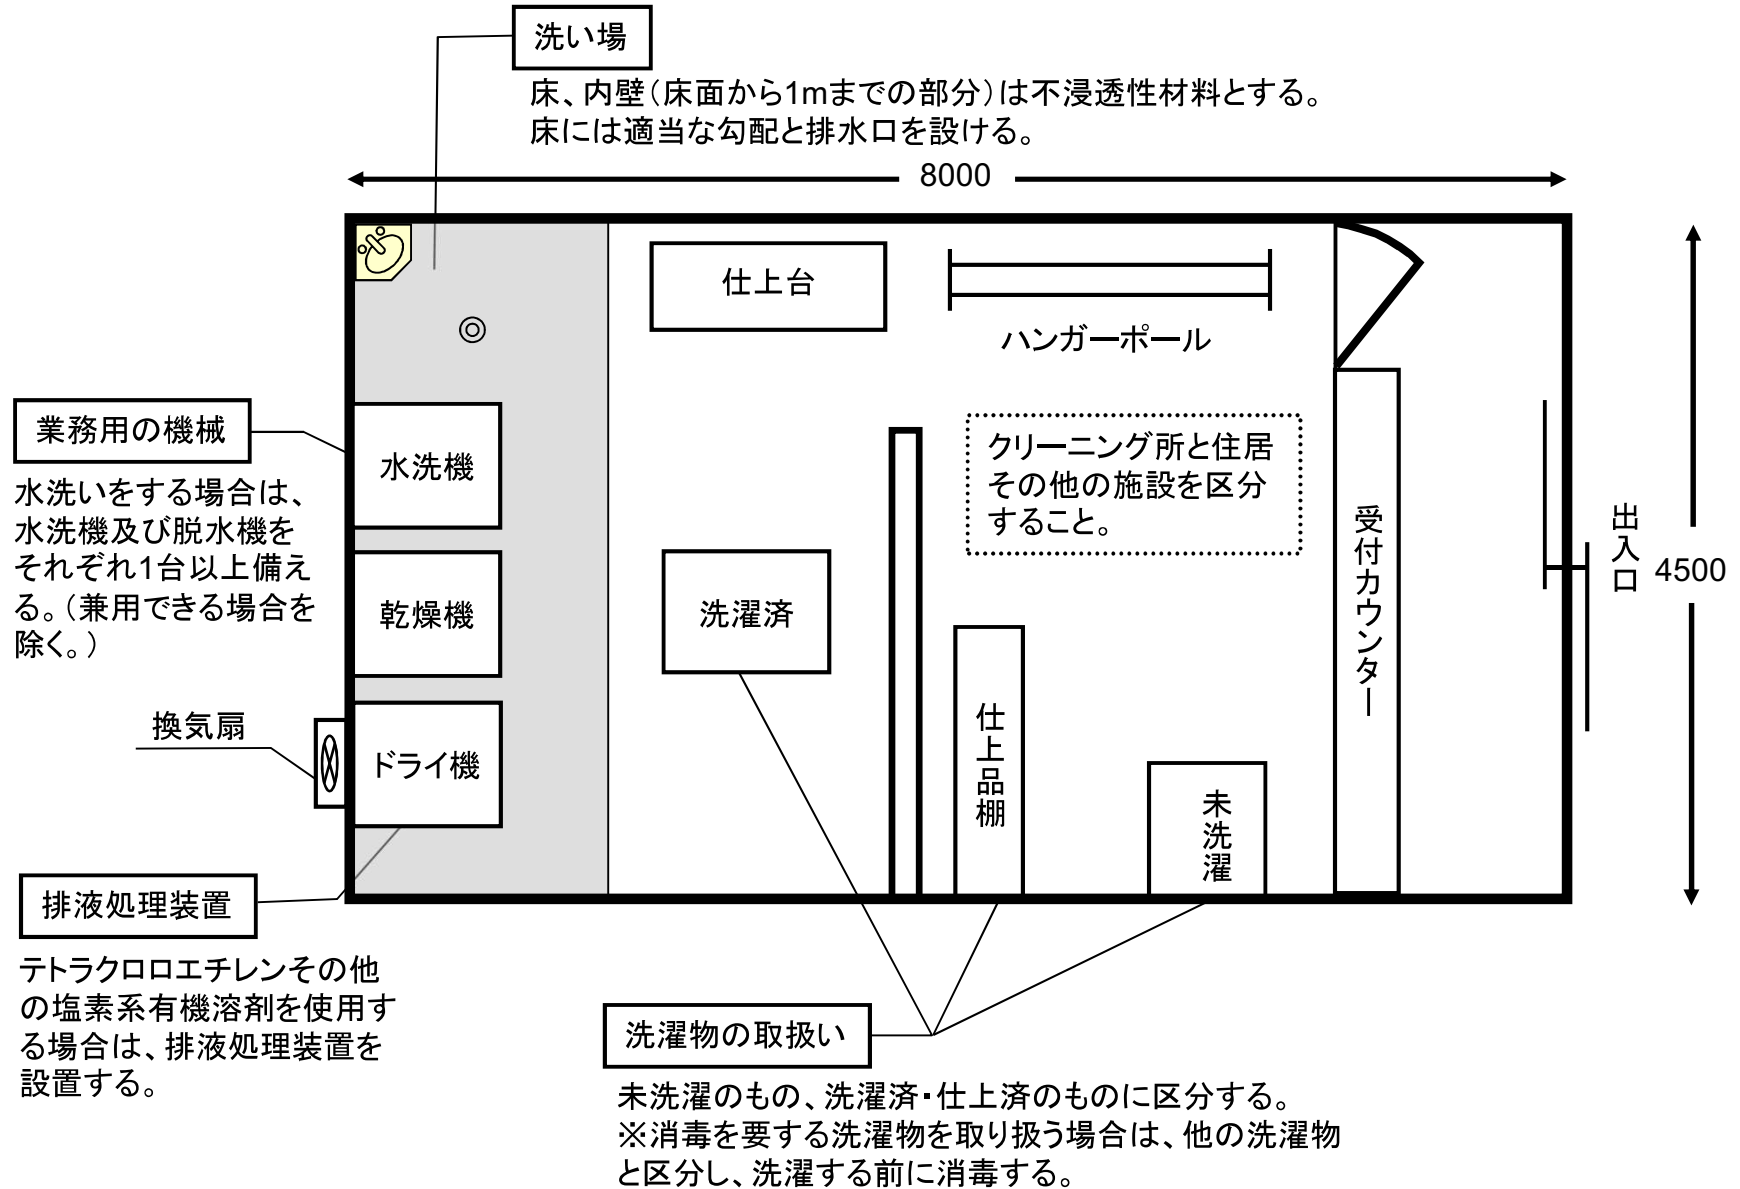 洗い場
床、内壁（床面から1mまでの部分）は不浸透性材料とする。
床には適当な勾配と排水口を設ける。
8000
仕上台
ハンガーポール
業務用の機械
水洗いをする場合は、
水洗機及び脱水機を
それぞれ1台以上備え
る。（兼用できる場合を
除く。）
水洗機
クリーニング所と住居
その他の施設を区分
すること。
受付カウンター
出入口
4500
乾燥機
洗濯済
換気扇
ドライ機
仕上品棚
未洗濯
排液処理装置
テトラクロロエチレンその他
の塩素系有機溶剤を使用す
る場合は、排液処理装置を
設置する。
洗濯物の取扱い
未洗濯のもの、洗濯済・仕上済のものに区分する。
※消毒を要する洗濯物を取り扱う場合は、他の洗濯物
と区分し、洗濯する前に消毒する。